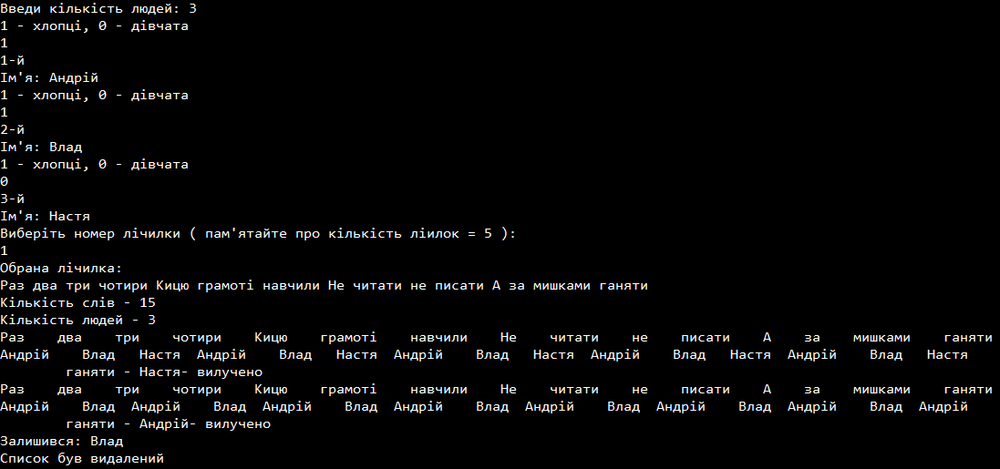 Введи кількість людей: 3
1 - хлопці, 0 - дівчата
1
1-й
Ім'я: Андрій
1 - хлопці, 0 - дівчата
1
2-й
Ім'я: Влад
1 - хлопці, 0 - дівчата
0
3-й
Ім'я: Настя
Виберіть номер лічилки ( пам'ятайте про кількість ліилок = 5 ):
1
Обрана лічилка:
Раз два три чотири Кицю грамоті навчили Не читати не писати А за мишками ганяти
Кількість слів - 15
Кількість людей - 3
Раз два три чотири Кицю грамоті навчили Не читати не писати А за мишками ганяти
Андрій Влад Настя Андрій Влад Настя Андрій Влад Настя Андрій Влад Настя Андрій Влад Настя
ганяти - Настя- вилучено
Раз два три чотири Кицю грамоті навчили Не читати не писати А за мишками ганяти
Андрій Влад Андрій Влад Андрій Влад Андрій Влад Андрій Влад Андрій Влад Андрій Влад Андрій
ганяти - Андрій- вилучено
Залишився: Влад
Список був видалений